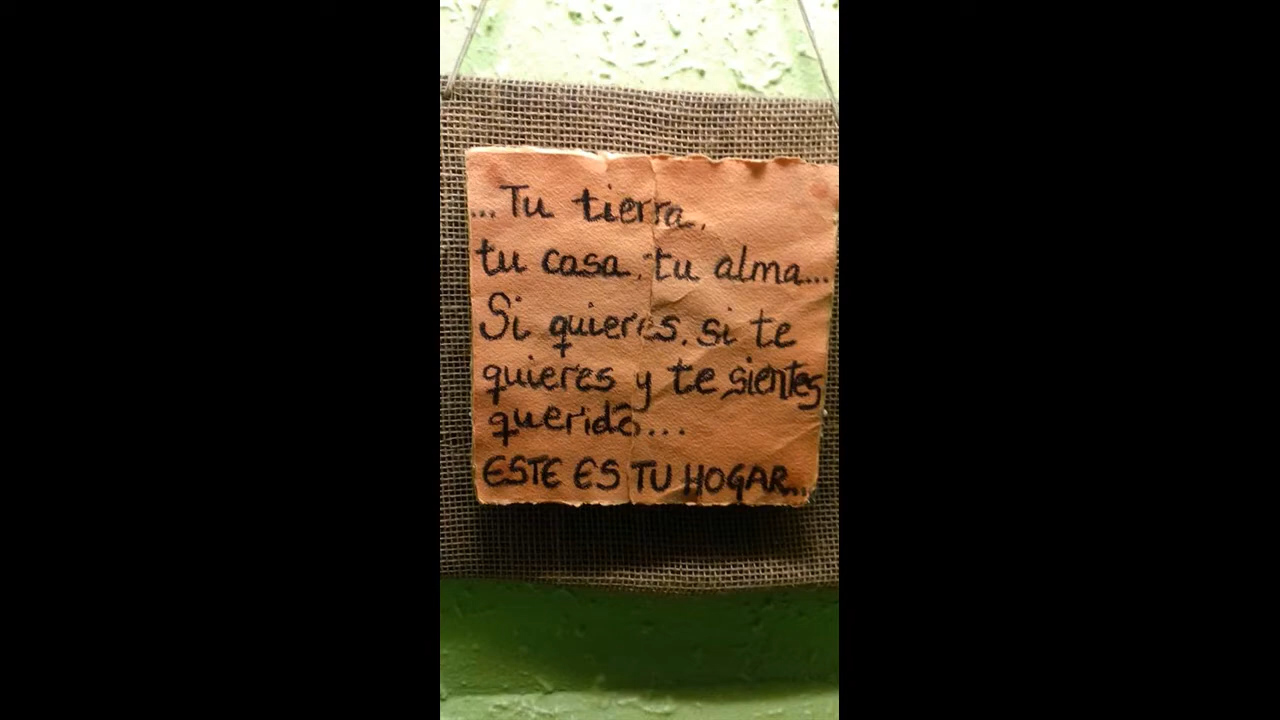 ...Tu tierra,
tu casa, tu alma...
Si quieres, si te
quieres y te sientes
querido...
ESTE ES TU HOGAR...